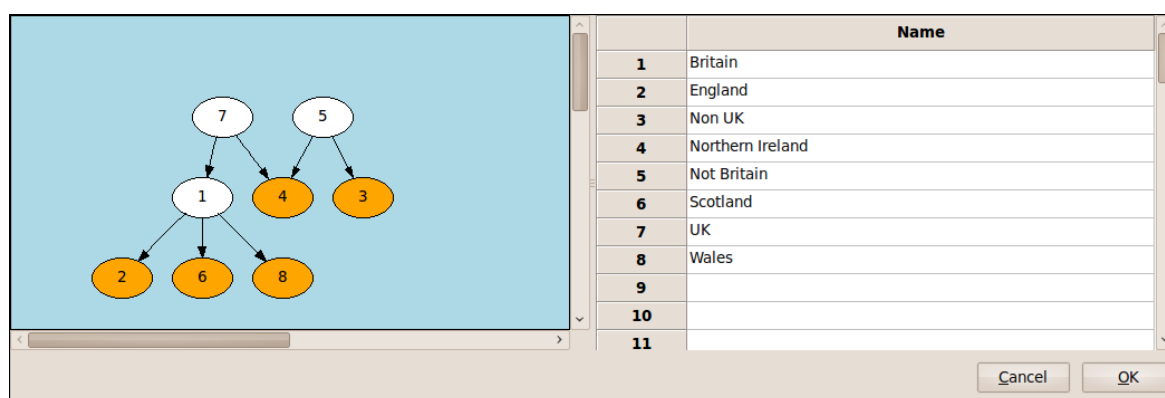 7 5
1 4 3
2 6 8
Name
1 Britain
2 England
3 Non UK
4 Northern Ireland
5 Not Britain
6 Scotland
7 UK
8 Wales
9
10
11
Cancel OK